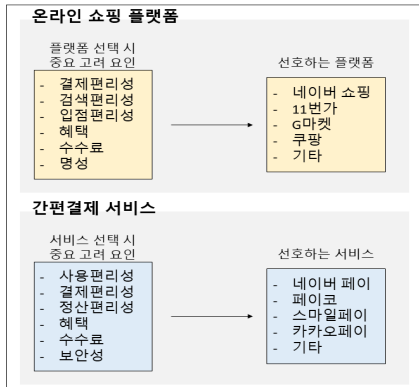 온라인 쇼핑 플랫폼
플랫폼 선택 시
중요 고려 요인
- 결제편리성
- 검색편리성
- 입점편리성
- 혜택
- 수수료
- 명성
선호하는 플랫폼
- 네이버 쇼핑
- 11번가
- G마켓
- 쿠팡
- 기타
간편결제 서비스
서비스 선택 시
중요 고려 요인
- 사용편리성
- 결제편리성
- 정산편리성
- 혜택
- 수수료
- 보안성
선호하는 서비스
- 네이버 페이
- 페이코
- 스마일페이
- 카카오페이
- 기타